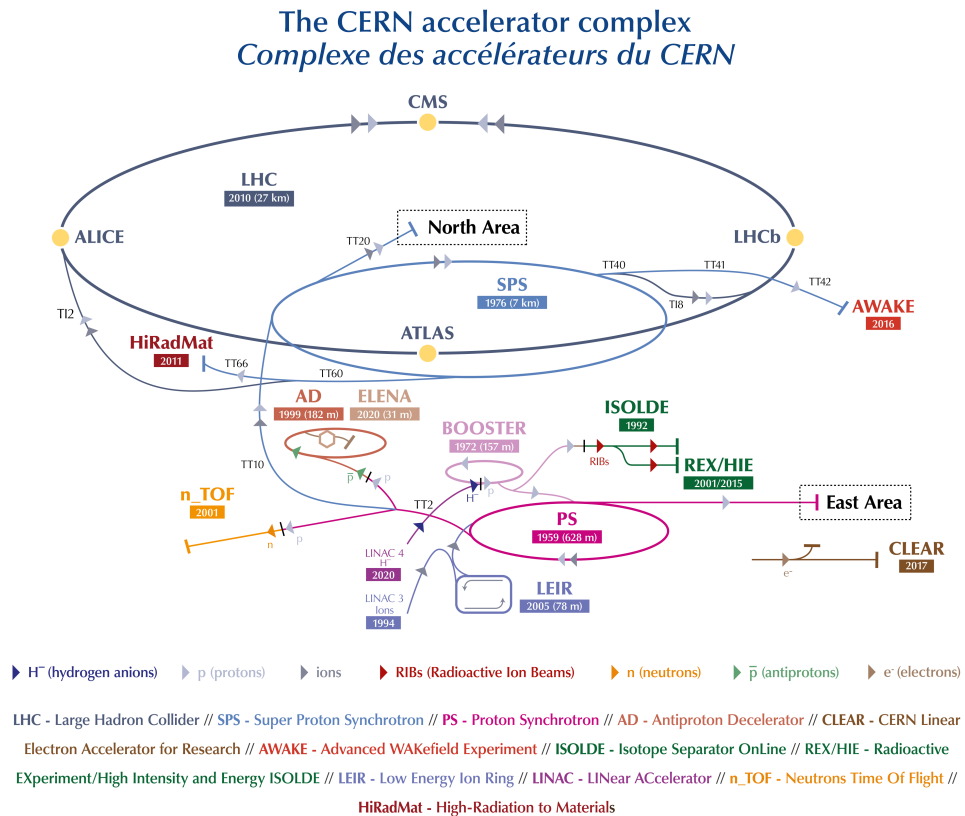 The CERN accelerator complex
Complexe des accélérateurs du CERN
CMS
LHC
2010 (27 km)
ALICE
LHCb
TT20
North Area
TT40
TT41
TT42
SPS
1976 (7 km)
TI8
AWAKE
2016
TI2
ATLAS
HiRadMat
2011
TT66
TT60
AD
1999 (182 m)
ELENA
2020 (31 m)
ISOLDE
1992
BOOSTER
1972 (157 m)
RIBs
REX/HIE
2001/2015
TT10
p̅
p
H⁻
p
n_TOF
2001
TT2
East Area
PS
1959 (628 m)
n
p
LINAC 4
H⁻
2020
CLEAR
2017
e⁻
LEIR
2005 (78 m)
LINAC 3
Ions
1994
H⁻ (hydrogen anions)
p (protons)
ions
RIBs (Radioactive Ion Beams)
n (neutrons)
p̅ (antiprotons)
e⁻ (electrons)
LHC - Large Hadron Collider // SPS - Super Proton Synchrotron // PS - Proton Synchrotron // AD - Antiproton Decelerator // CLEAR - CERN Linear
Electron Accelerator for Research // AWAKE - Advanced WAKefield Experiment // ISOLDE - Isotope Separator OnLine // REX/HIE - Radioactive
EXperiment/High Intensity and Energy ISOLDE // LEIR - Low Energy Ion Ring // LINAC - LINear ACcelerator // n_TOF - Neutrons Time Of Flight //
HiRadMat - High-Radiation to Materials